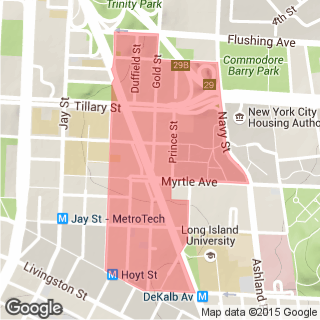 Trinity Park
4th St
Flushing Ave
Duffield St
Gold St
29B
Commodore
Barry Park
29
Jay St
Tillary St
Navy St
New York City
Housing Autho
Prince St
Myrtle Ave
Jay St - MetroTech
Long Island
University
Ashland
Livingston St
Hoyt St
DeKalb Av
Google
Map data ©2015 Google